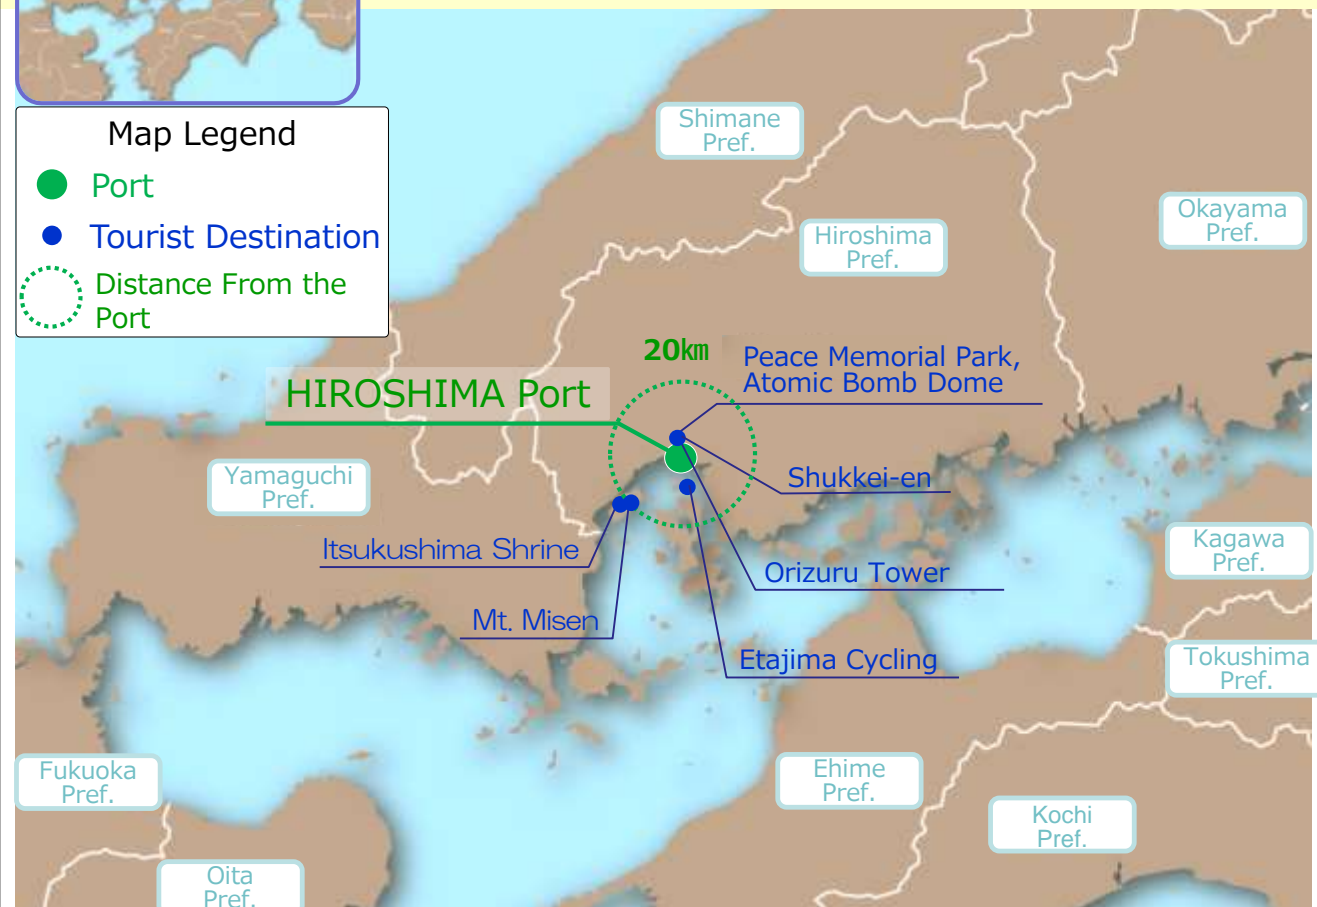 Map Legend
Port
Tourist Destination
Distance From the
Port
Shimane
Pref.
Okayama
Pref.
Hiroshima
Pref.
20㎞
Peace Memorial Park,
Atomic Bomb Dome
HIROSHIMA Port
Yamaguchi
Pref.
Shukkei-en
Itsukushima Shrine
Kagawa
Pref.
Orizuru Tower
Mt. Misen
Etajima Cycling
Tokushima
Pref.
Fukuoka
Pref.
Ehime
Pref.
Kochi
Pref.
Oita
Pref.